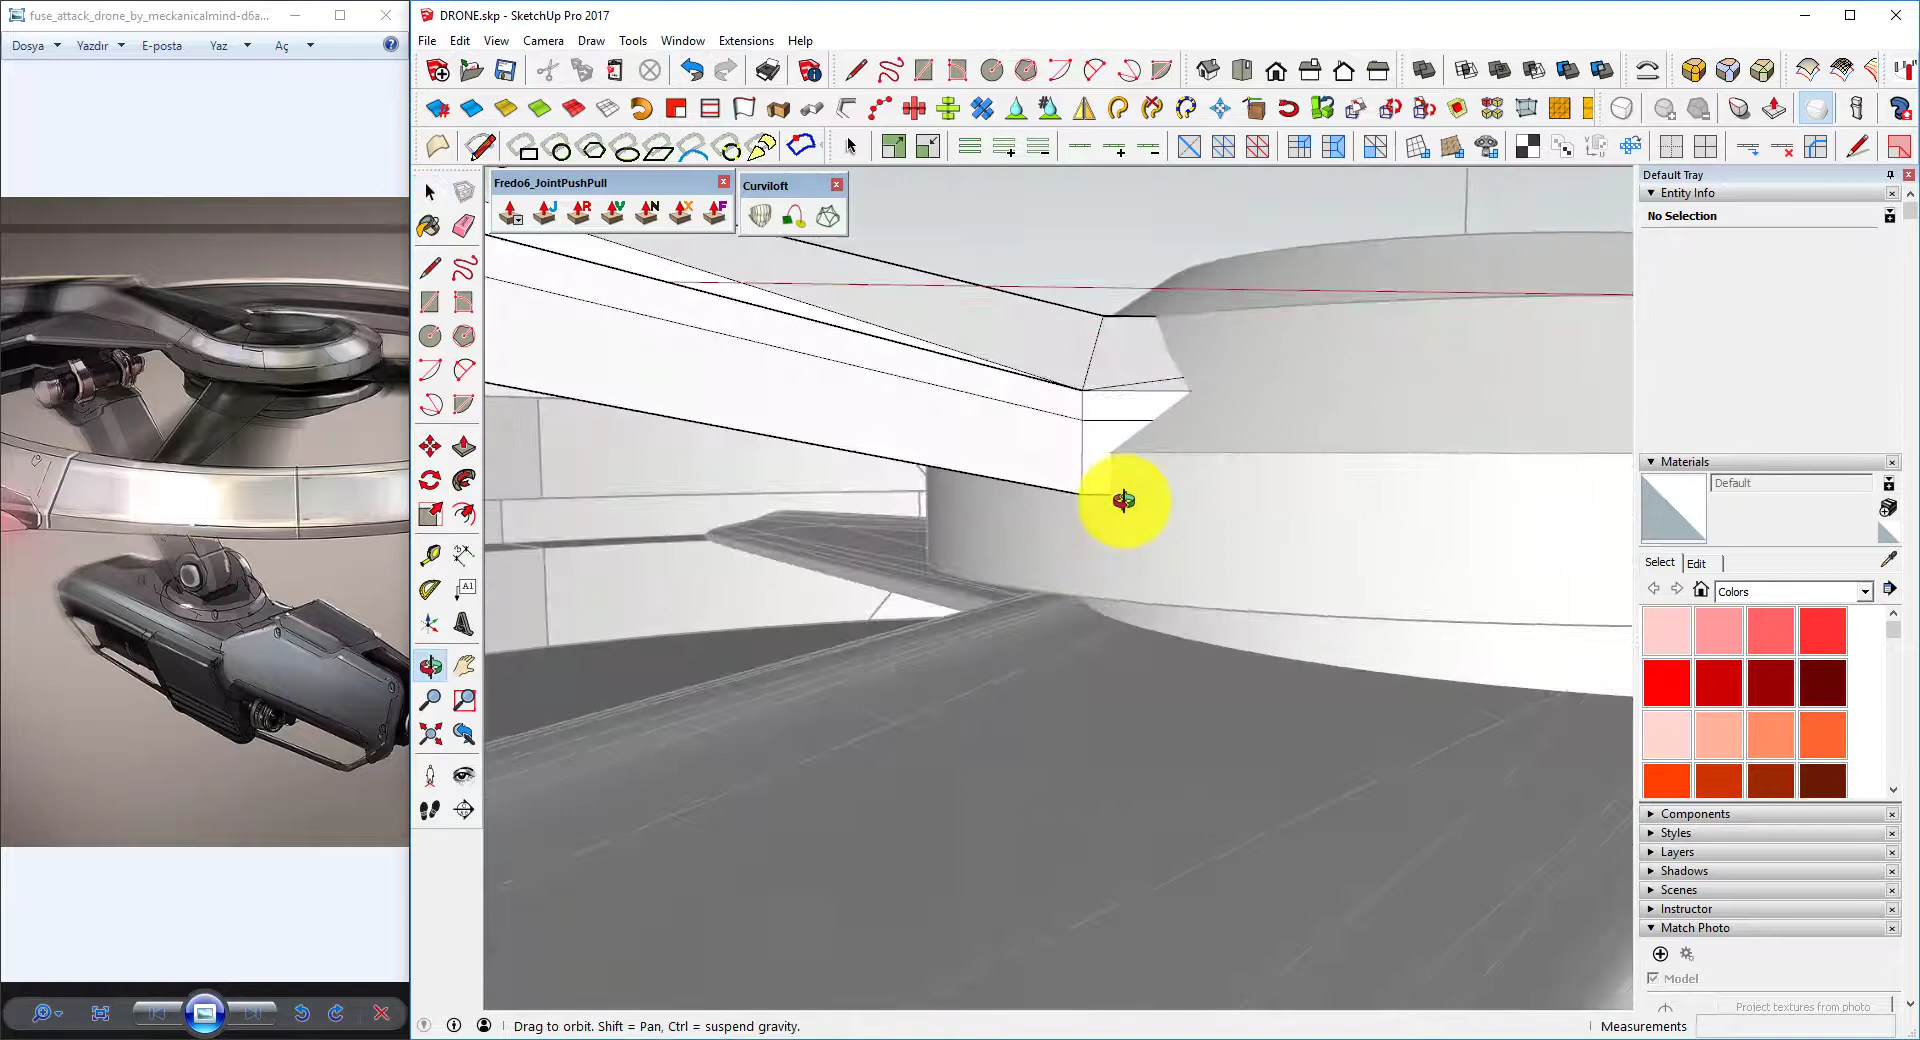 fuse_attack_drone_by_meckanicalmind-d6a...
Dosya
Yazdır
E-posta
Yaz
Aç
DRONE.skp - SketchUp Pro 2017
File
Edit
View
Camera
Draw
Tools
Window
Extensions
Help
Fredo6_JointPushPull
J
R
V
N
X
F
Curviloft
A1
Default Tray
Entity Info
No Selection
Materials
Default
Select
Edit
Colors
Components
Styles
Layers
Shadows
Scenes
Instructor
Match Photo
Model
Project textures from photo
Drag to orbit. Shift = Pan, Ctrl = suspend gravity.
Measurements